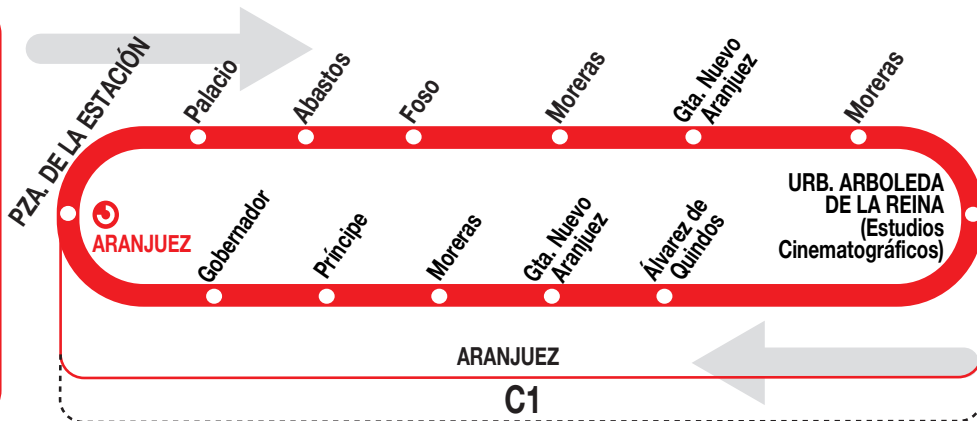 PZA. DE LA ESTACIÓN
Palacio
Abastos
Foso
Moreras
Gta. Nuevo
Aranjuez
Moreras
URB. ARBOLEDA
DE LA REINA
(Estudios
Cinematográficos)
ARANJUEZ
Gobernador
Príncipe
Moreras
Gta. Nuevo
Aranjuez
Álvarez de
Quindos
ARANJUEZ
C1